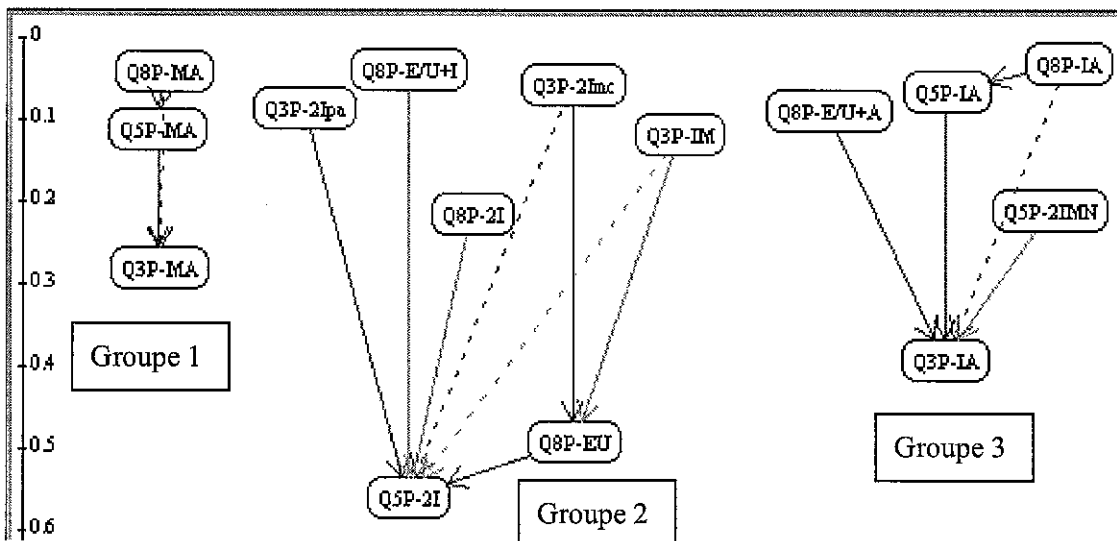 0
0.1
0.2
0.3
0.4
0.5
0.6
Q8P-MA
Q5P-MA
Q3P-MA
Groupe 1
Q3P-2Ipa
Q8P-E/U+I
Q3P-2Imc
Q3P-IM
Q8P-2I
Q8P-EU
Q5P-2I
Groupe 2
Q8P-IA
Q5P-IA
Q8P-E/U+A
Q5P-2IMN
Q3P-IA
Groupe 3